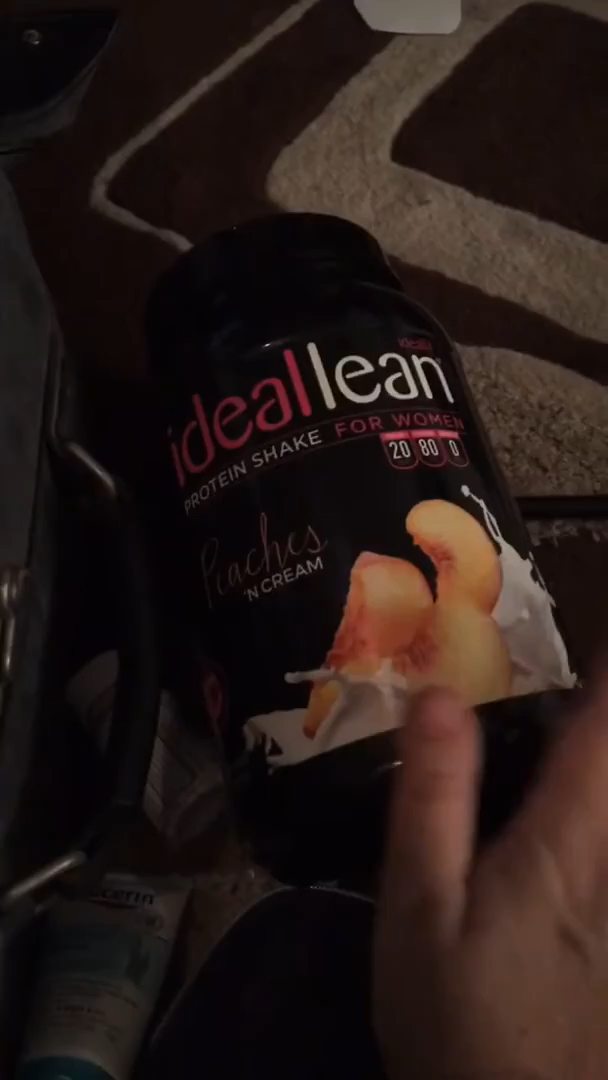 ideallean
PROTEIN SHAKE FOR WOMEN
20 80 0
Peaches
'N CREAM